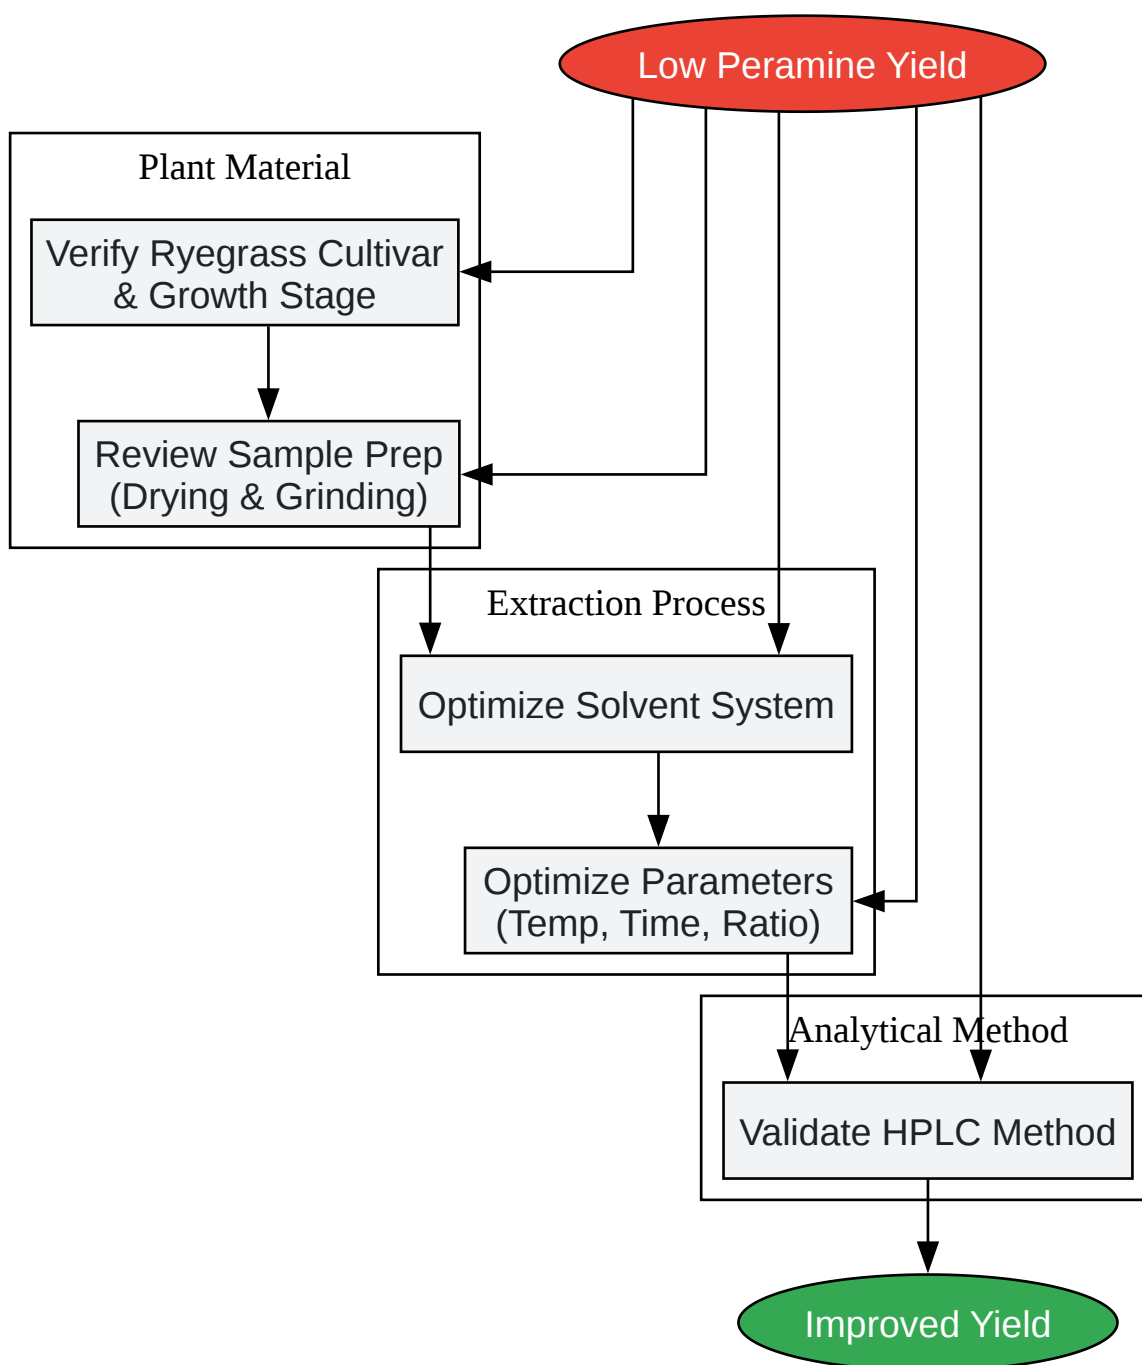 Low Peramine Yield
Plant Material
Verify Ryegrass Cultivar
& Growth Stage
Review Sample Prep
(Drying & Grinding)
Extraction Process
Optimize Solvent System
Optimize Parameters
(Temp, Time, Ratio)
Analytical Method
Validate HPLC Method
Improved Yield